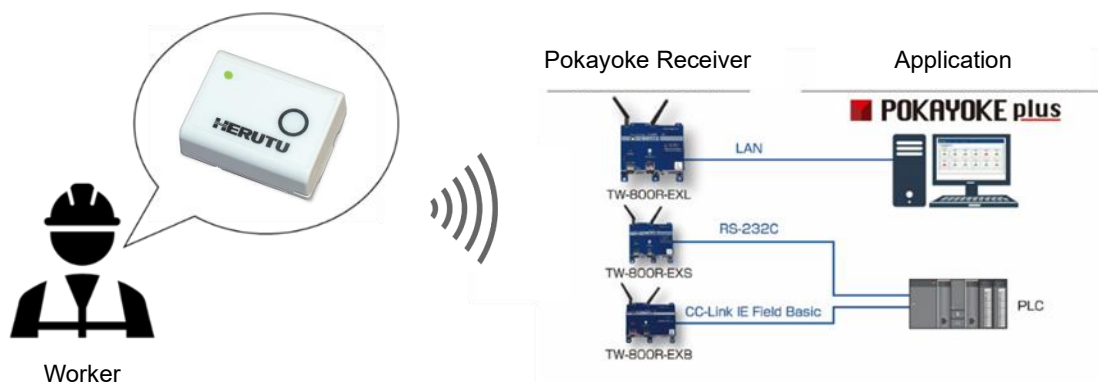 HERUTU
Worker
Pokayoke Receiver
Application
POKAYOKE plus
LAN
TW-800R-EXL
RS-232C
TW-800R-EXS
CC-Link IE Field Basic
PLC
TW-800R-EXB